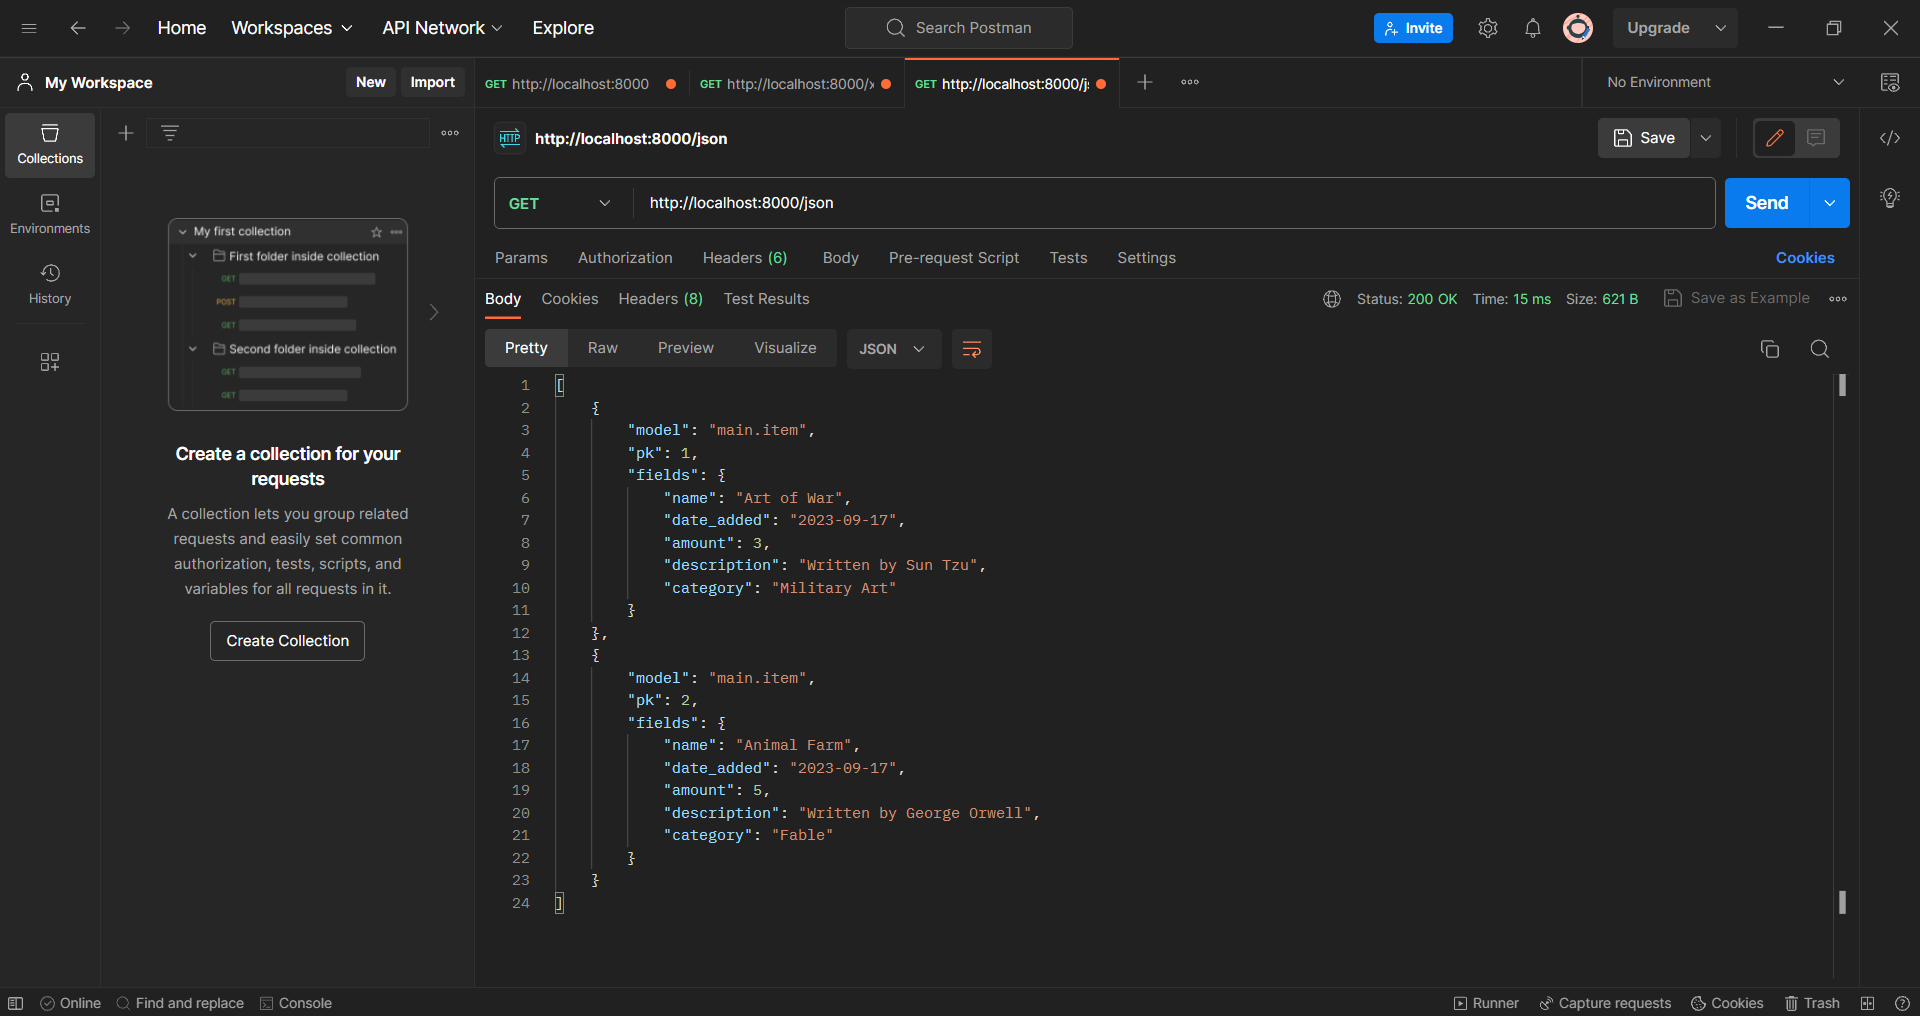 Home Workspaces API Network Explore
Search Postman
Invite Upgrade
My Workspace New Import
GET http://localhost:8000 GET http://localhost:8000/x GET http://localhost:8000/js
No Environment
Collections
Environments
History
My first collection
First folder inside collection
GET
POST
GET
Second folder inside collection
GET
GET
Create a collection for your
requests
A collection lets you group related
requests and easily set common
authorization, tests, scripts, and
variables for all requests in it.
Create Collection
HTTP http://localhost:8000/json
Save
GET http://localhost:8000/json Send
Params Authorization Headers (6) Body Pre-request Script Tests Settings Cookies
Body Cookies Headers (8) Test Results Status: 200 OK Time: 15 ms Size: 621 B Save as Example
Pretty Raw Preview Visualize JSON
1 [
2 {
3 "model": "main.item",
4 "pk": 1,
5 "fields": {
6 "name": "Art of War",
7 "date_added": "2023-09-17",
8 "amount": 3,
9 "description": "Written by Sun Tzu",
10 "category": "Military Art"
11 }
12 },
13 {
14 "model": "main.item",
15 "pk": 2,
16 "fields": {
17 "name": "Animal Farm",
18 "date_added": "2023-09-17",
19 "amount": 5,
20 "description": "Written by George Orwell",
21 "category": "Fable"
22 }
23 }
24 ]
Online Find and replace Console Runner Capture requests Cookies Trash